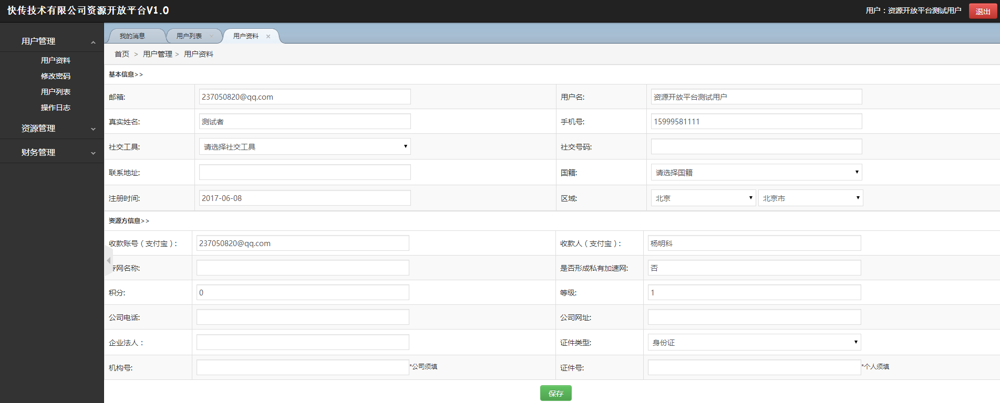 快传技术有限公司资源开放平台V1.0
用户：资源开放平台测试用户 退出
我的消息 用户列表 用户资料 ×
首页 > 用户管理 > 用户资料
用户管理
用户资料
修改密码
用户列表
操作日志
资源管理
财务管理
基本信息>>
邮箱: 237050820@qq.com 用户名: 资源开放平台测试用户
真实姓名: 测试者 手机号: 15999581111
社交工具: 请选择社交工具 社交号码:
联系地址: 国籍: 请选择国籍
注册时间: 2017-06-08 区域: 北京 北京市
资源方信息>>
收款账号（支付宝）: 237050820@qq.com 收款人（支付宝）: 杨明科
网名称: 是否形成私有加速网: 否
积分: 0 等级: 1
公司电话: 公司网址:
企业法人： 证件类型: 身份证
机构号: *公司须填 证件号: *个人须填
保存